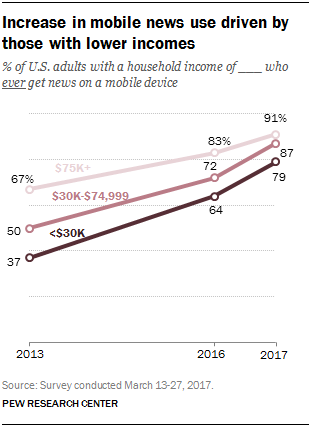 Increase in mobile news use driven by
those with lower incomes
% of U.S. adults with a household income of ___ who
ever get news on a mobile device
91%
83%
67%
$75K+
72
87
$30K-$74,999
79
50
64
<$30K
37
2013 2016 2017
Source: Survey conducted March 13-27, 2017.
PEW RESEARCH CENTER